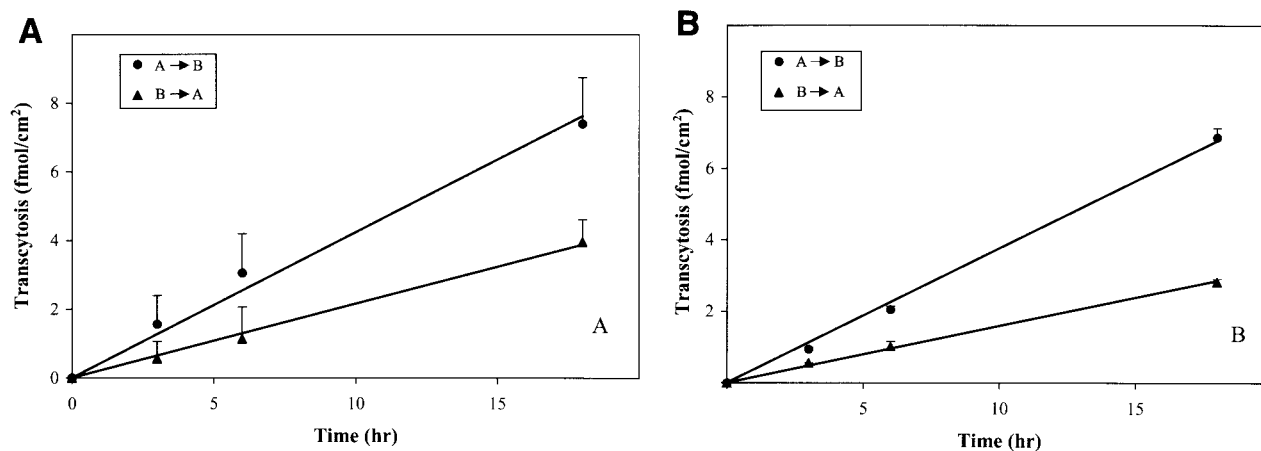 A
A → B
B → A
Transcytosis (fmol/cm²)
8
6
4
2
0
0
5
10
15
Time (hr)
A
B
A → B
B → A
Transcytosis (fmol/cm²)
8
6
4
2
5
10
15
Time (hr)
B